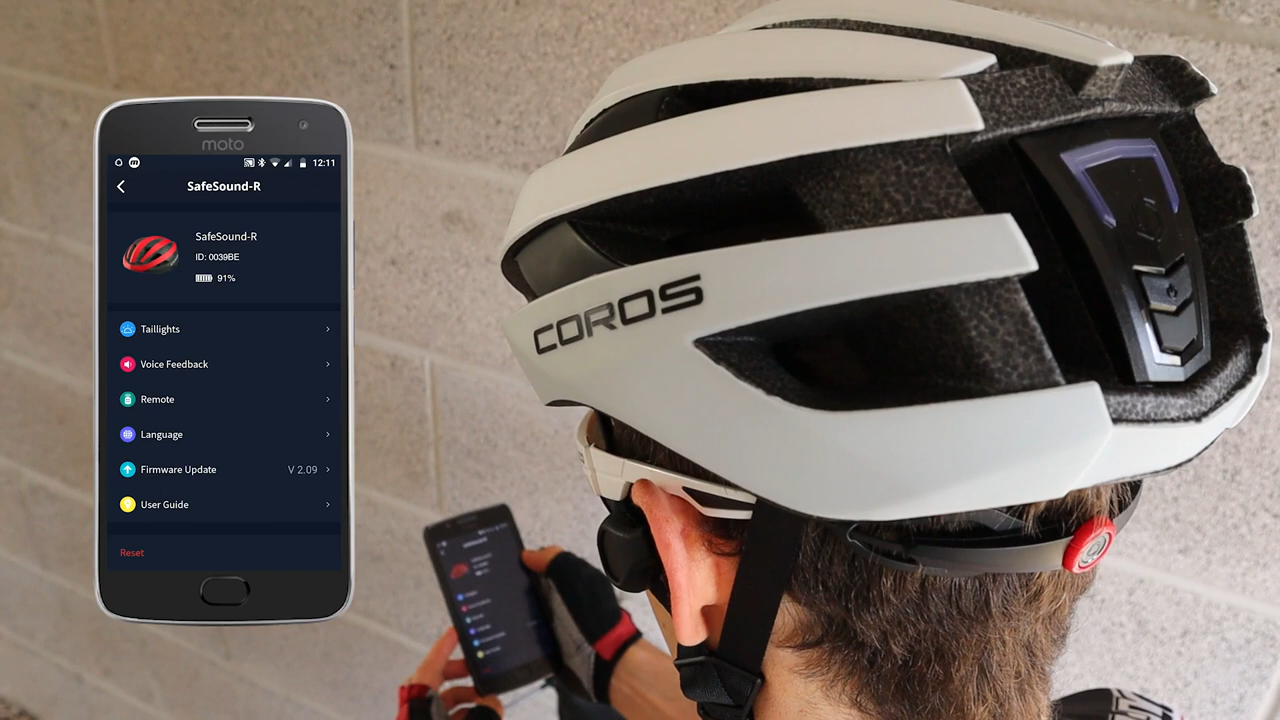 moto
12:11
SafeSound-R
SafeSound-R
ID: 0039BE
91%
Taillights
Voice Feedback
Remote
Language
Firmware Update V 2.09
User Guide
Reset
COROS